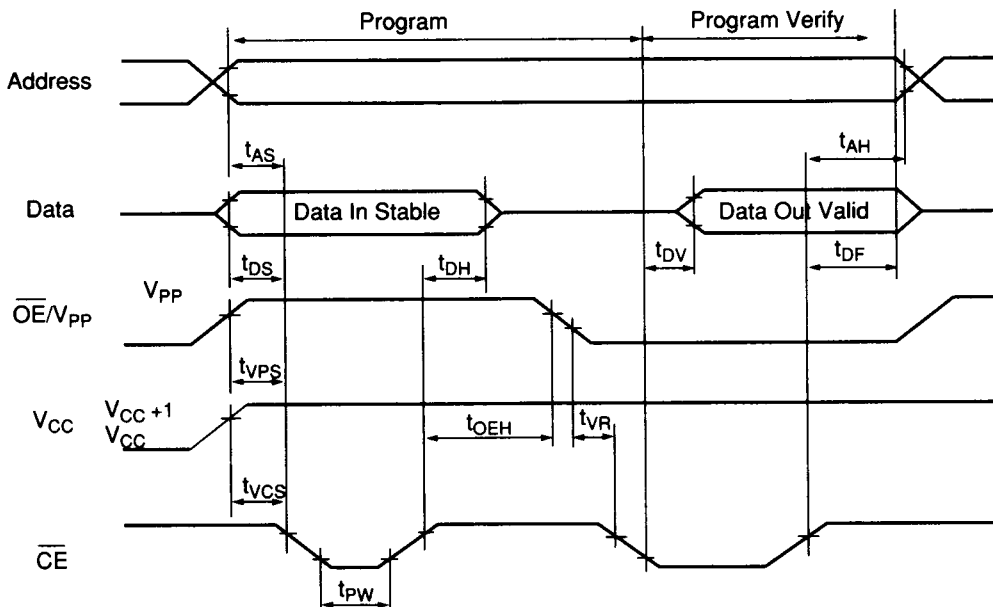 Program
Program Verify
Address
tAS
tAH
Data
Data In Stable
Data Out Valid
tDS
tDH
tDV
tDF
VPP
OE/VPP
tVPS
VCC
VCC +1
VCC
tOEH
tVR
tVCS
CE
tPW